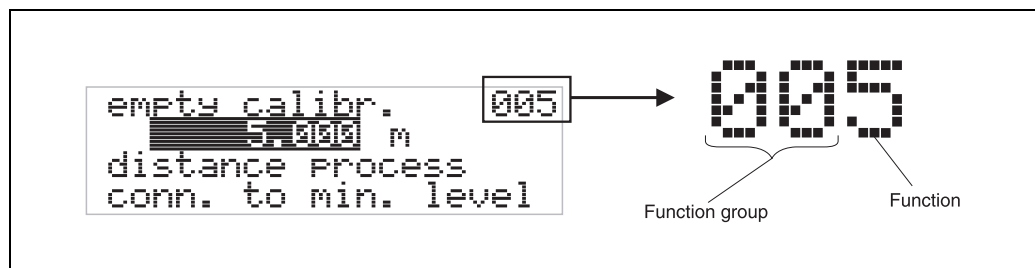 empty calibr.
005
5.000 m
distance process
conn. to min. level
005
Function group
Function